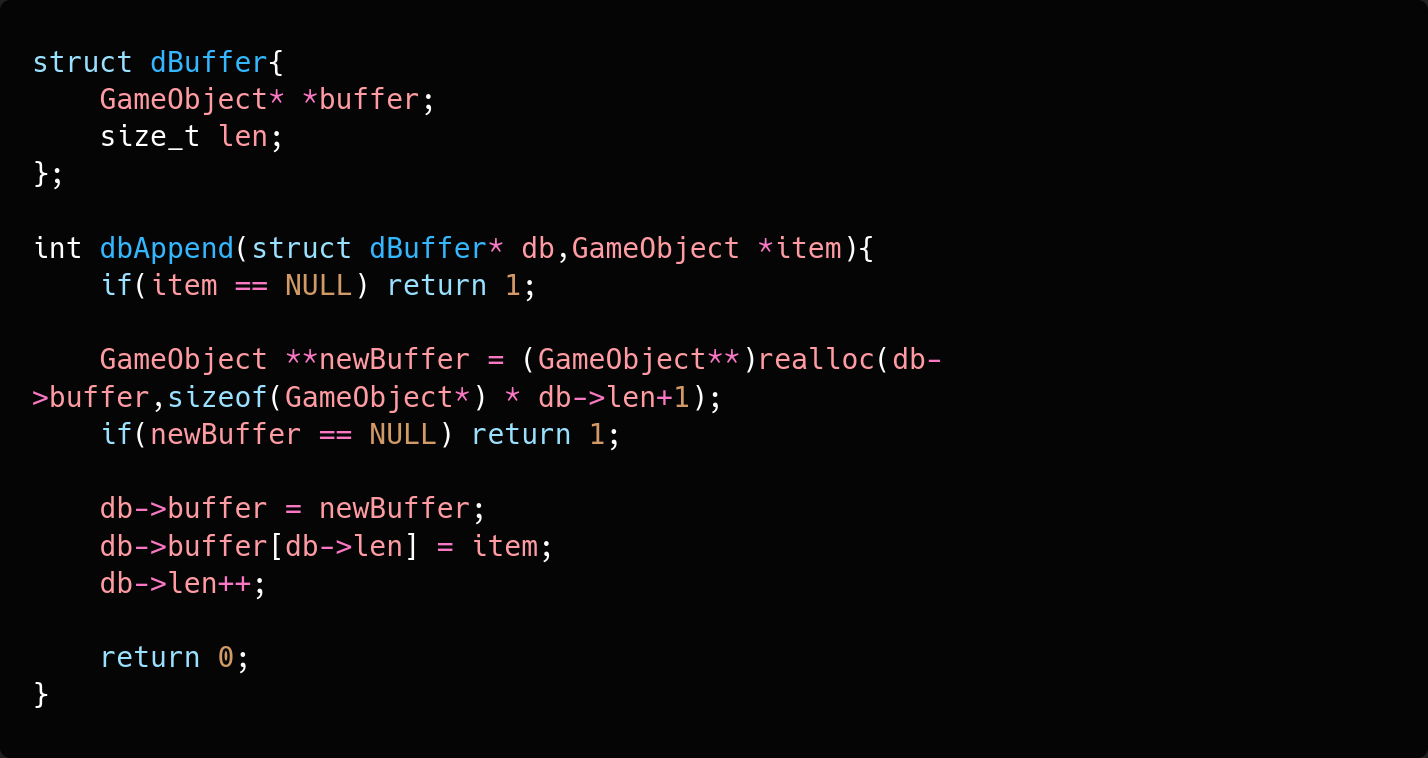 struct dBuffer{
    GameObject* *buffer;
    size_t len;
};

int dbAppend(struct dBuffer* db,GameObject *item){
    if(item == NULL) return 1;

    GameObject **newBuffer = (GameObject**)realloc(db-
>buffer,sizeof(GameObject*) * db->len+1);
    if(newBuffer == NULL) return 1;

    db->buffer = newBuffer;
    db->buffer[db->len] = item;
    db->len++;

    return 0;
}